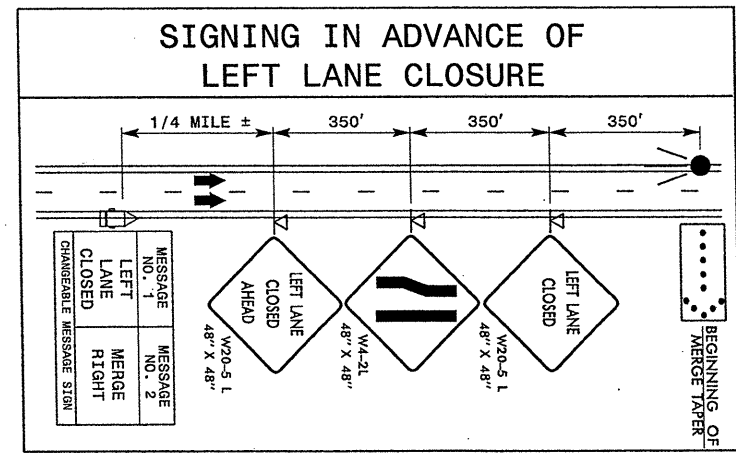 SIGNING IN ADVANCE OF
LEFT LANE CLOSURE
1/4 MILE ±
350'
350'
350'
MESSAGE
NO. 1
LEFT
LANE
CLOSED
MESSAGE
NO. 2
MERGE
RIGHT
CHANGEABLE MESSAGE SIGN
LEFT LANE
CLOSED
AHEAD
W20-5 L
48" X 48"
W4-2L
48" X 48"
LEFT LANE
CLOSED
W20-5 L
48" X 48"
BEGINNING OF
MERGE TAPER